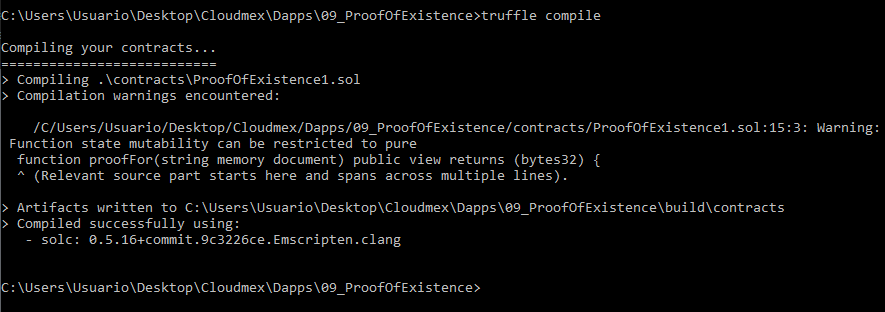 C:\Users\Usuario\Desktop\Cloudmex\Dapps\09_ProofOfExistence>truffle compile
Compiling your contracts...
===========================
> Compiling .\contracts\ProofOfExistence1.sol
> Compilation warnings encountered:
/C/Users/Usuario/Desktop/Cloudmex/Dapps/09_ProofOfExistence/contracts/ProofOfExistence1.sol:15:3: Warning:
Function state mutability can be restricted to pure
function proofFor(string memory document) public view returns (bytes32) {
^ (Relevant source part starts here and spans across multiple lines).
> Artifacts written to C:\Users\Usuario\Desktop\Cloudmex\Dapps\09_ProofOfExistence\build\contracts
> Compiled successfully using:
- solc: 0.5.16+commit.9c3226ce.Emscripten.clang
C:\Users\Usuario\Desktop\Cloudmex\Dapps\09_ProofOfExistence>